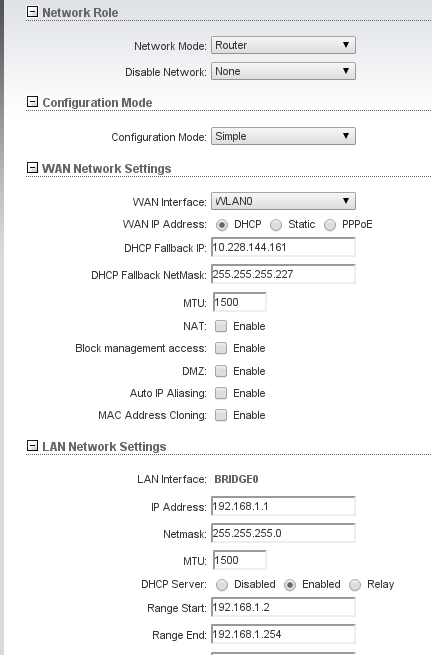 Network Role
Network Mode: Router
Disable Network: None
Configuration Mode
Configuration Mode: Simple
WAN Network Settings
WAN Interface: WLAN0
WAN IP Address: DHCP Static PPPoE
DHCP Fallback IP: 10.228.144.161
DHCP Fallback NetMask: 255.255.255.227
MTU: 1500
NAT: Enable
Block management access: Enable
DMZ: Enable
Auto IP Aliasing: Enable
MAC Address Cloning: Enable
LAN Network Settings
LAN Interface: BRIDGE0
IP Address: 192.168.1.1
Netmask: 255.255.255.0
MTU: 1500
DHCP Server: Disabled Enabled Relay
Range Start: 192.168.1.2
Range End: 192.168.1.254